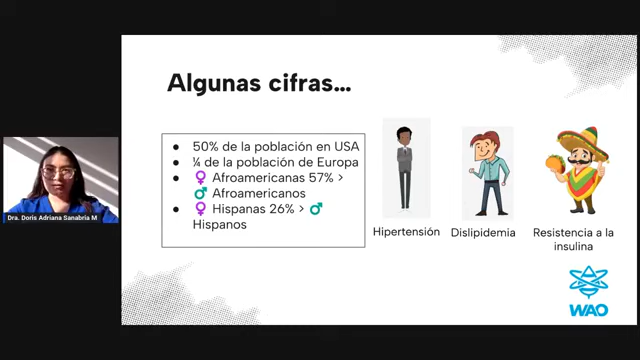 Algunas cifras...
● 50% de la población en USA
● ¼ de la población de Europa
● ♀ Afroamericanas 57% >
♂ Afroamericanos
● ♀ Hispanas 26% > ♂
Hispanos
Hipertensión
Dislipidemia
Resistencia a la
insulina
WAO
Dra. Doris Adriana Sanabria M